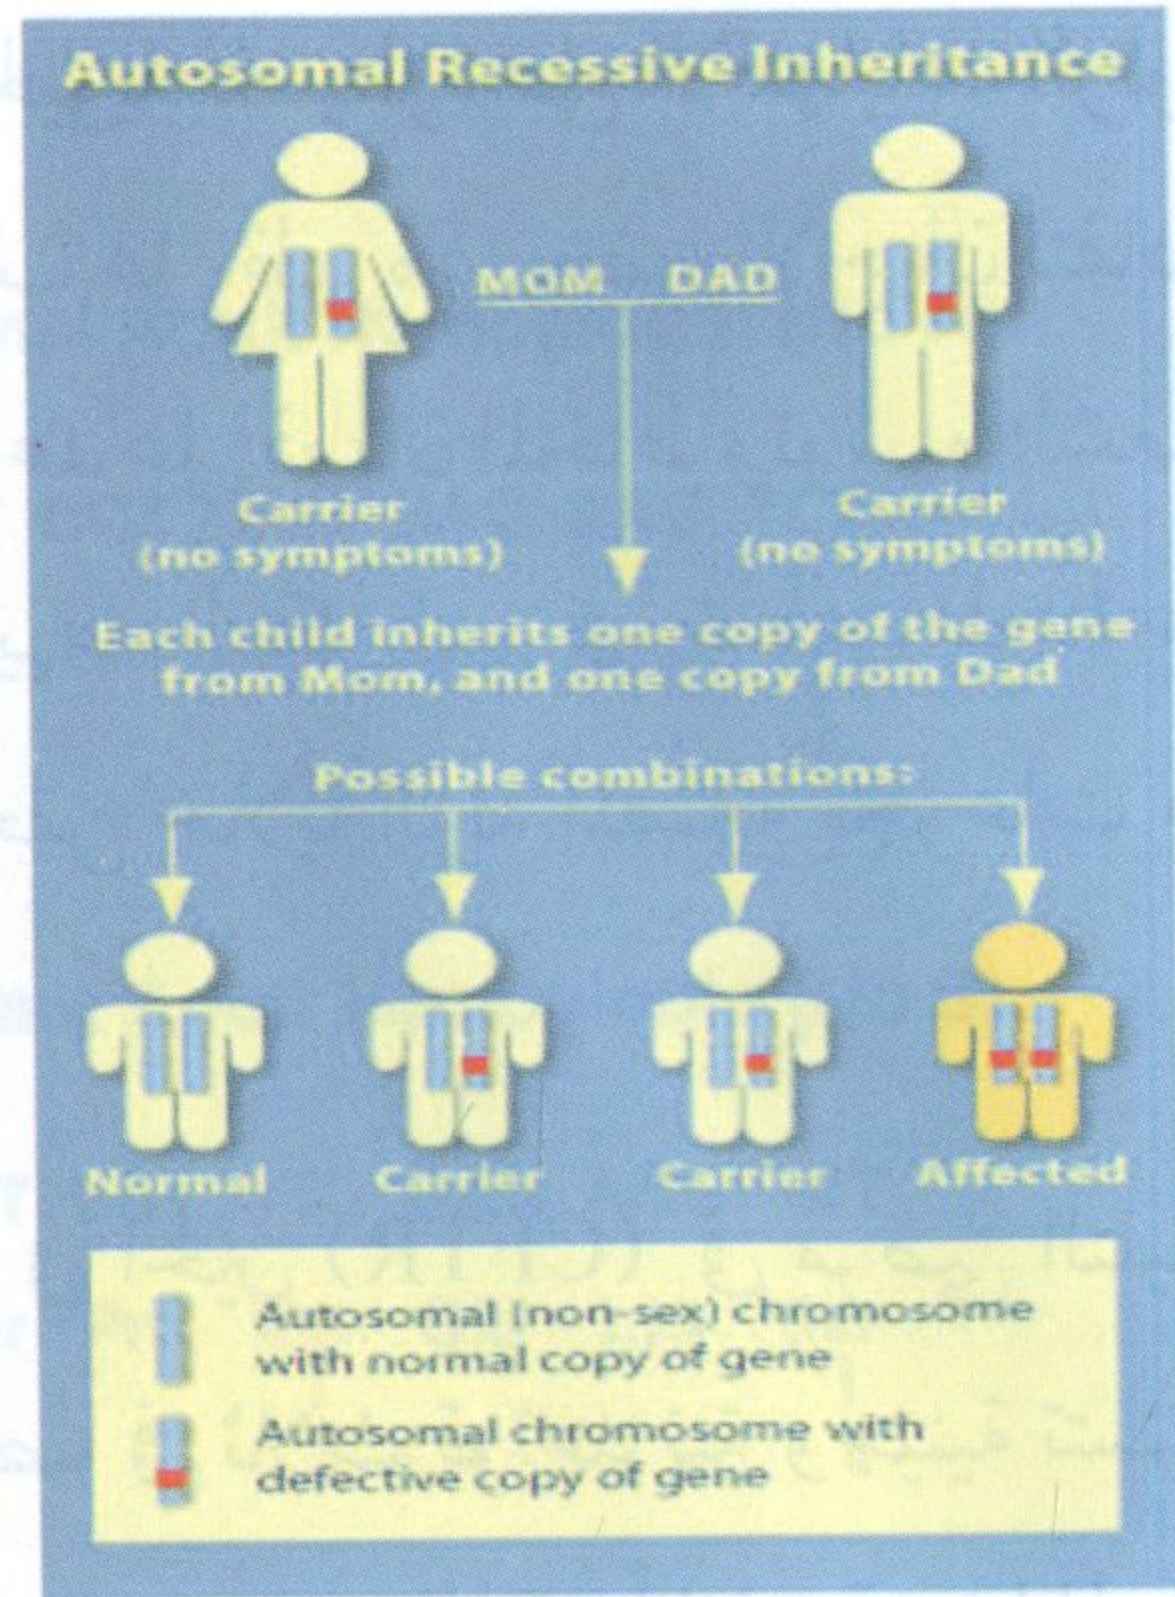 Autosomal Recessive Inheritance
MOM DAD
Carrier
(no symptoms)
Carrier
(no symptoms)
Each child inherits one copy of the gene
from Mom, and one copy from Dad
Possible combinations:
Normal Carrier Carrier Affected
Autosomal (non-sex) chromosome
with normal copy of gene
Autosomal chromosome with
defective copy of gene